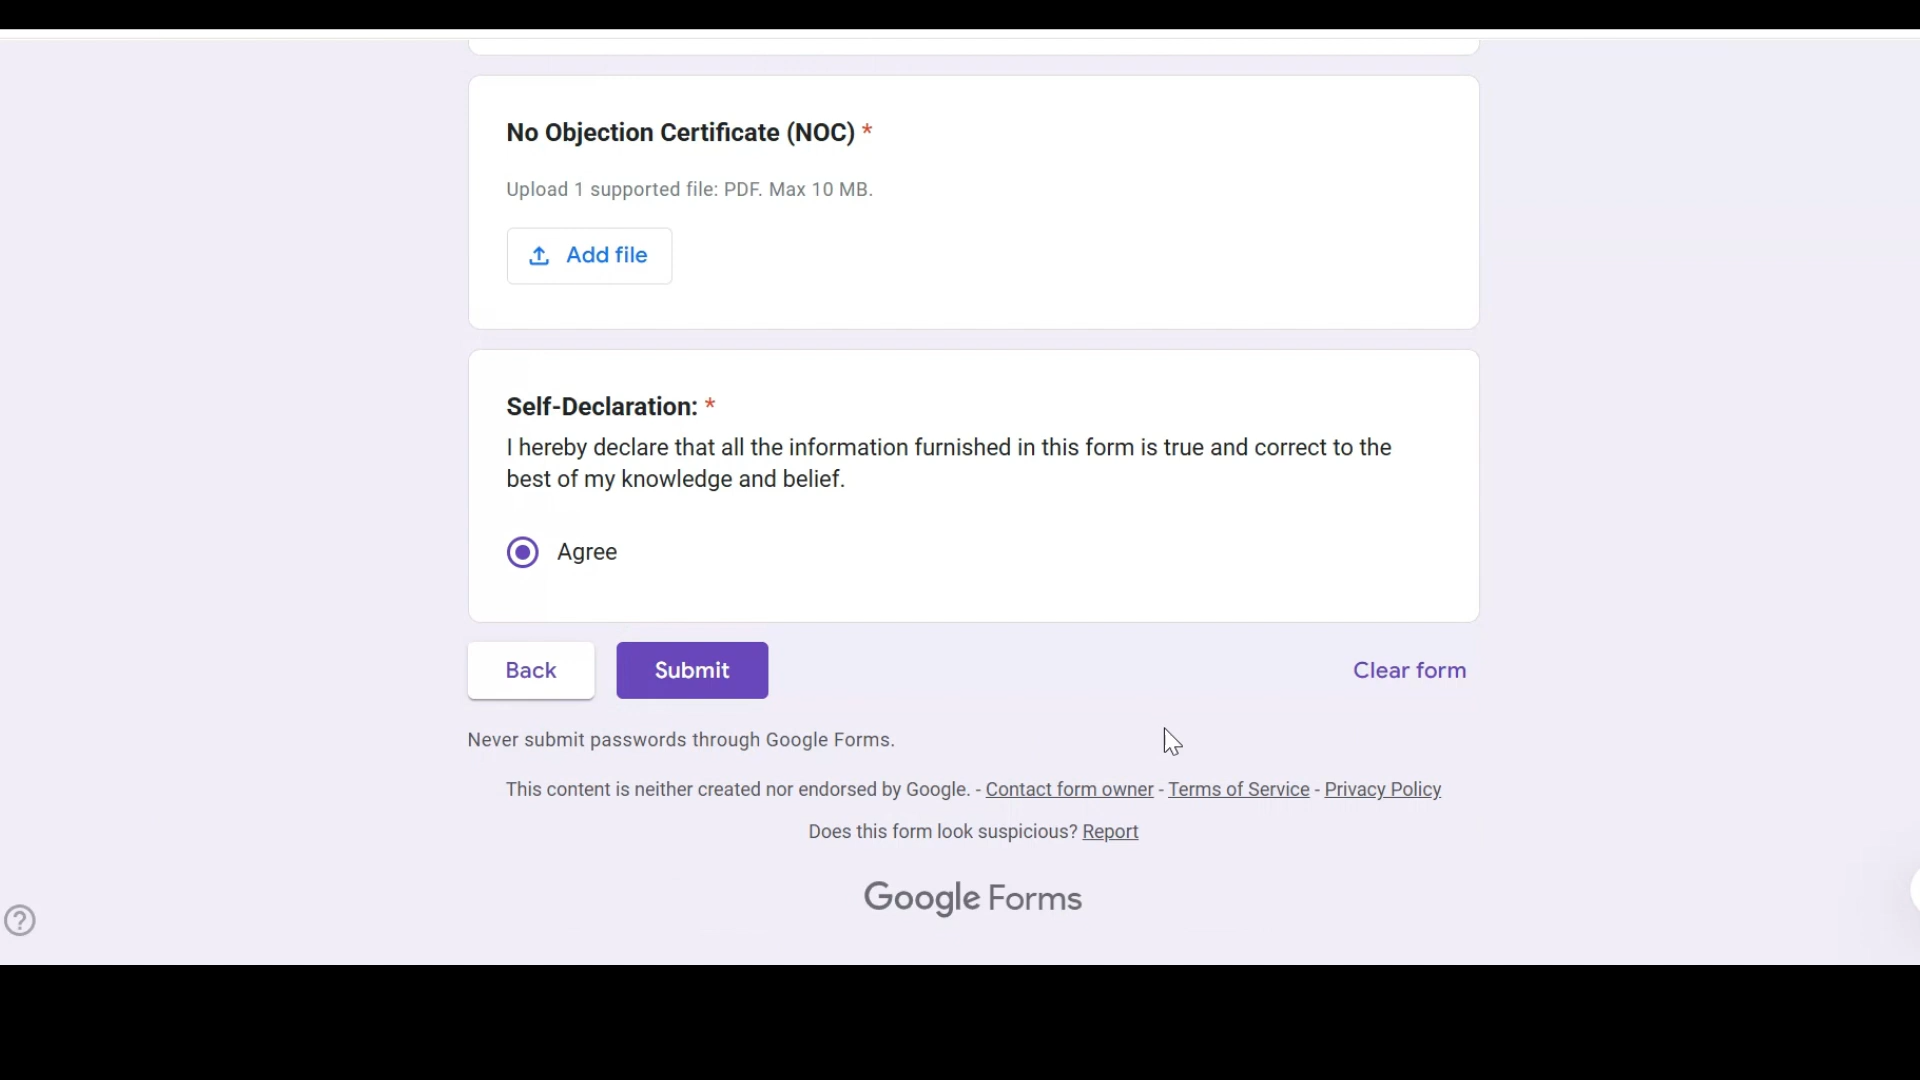 No Objection Certificate (NOC) *
Upload 1 supported file: PDF. Max 10 MB.
Add file
Self-Declaration: *
I hereby declare that all the information furnished in this form is true and correct to the
best of my knowledge and belief.
Agree
Back Submit Clear form
Never submit passwords through Google Forms.
This content is neither created nor endorsed by Google. - Contact form owner - Terms of Service - Privacy Policy
Does this form look suspicious? Report
Google Forms